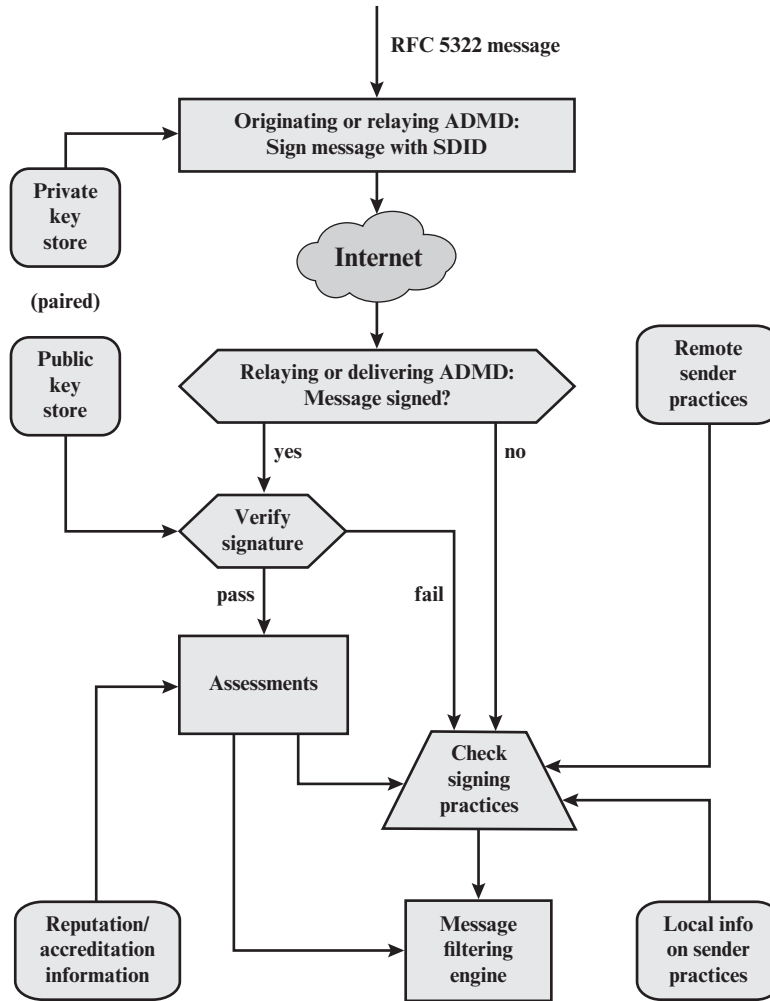 RFC 5322 message
Originating or relaying ADMD:
Sign message with SDID
Private
key
store
Internet
(paired)
Public
key
store
Relaying or delivering ADMD:
Message signed?
Remote
sender
practices
yes
no
Verify
signature
pass
fail
Assessments
Check
signing
practices
Reputation/
accreditation
information
Message
filtering
engine
Local info
on sender
practices